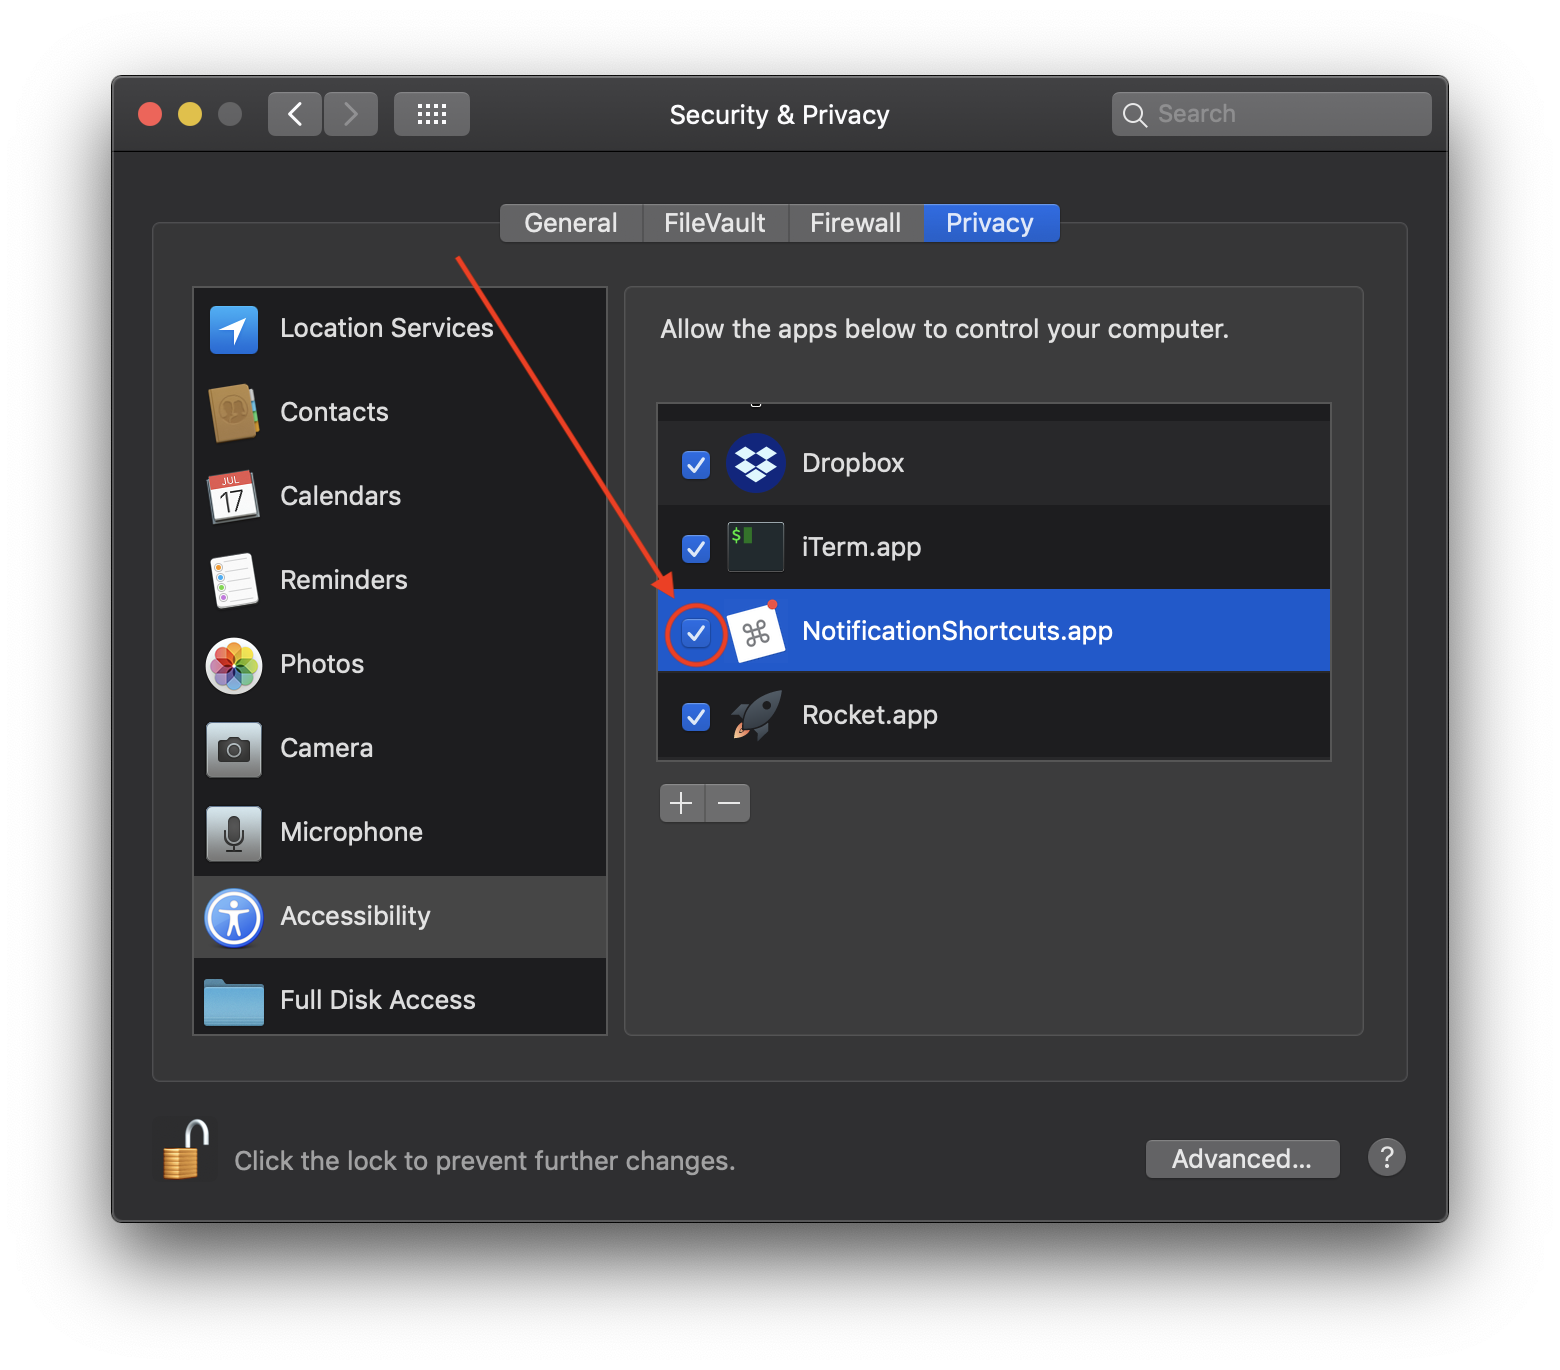 Security & Privacy
Search
General
FileVault
Firewall
Privacy
Location Services
Contacts
JUL
17
Calendars
Reminders
Photos
Camera
Microphone
Accessibility
Full Disk Access
Allow the apps below to control your computer.
Dropbox
$
iTerm.app
⌘
NotificationShortcuts.app
Rocket.app
Click the lock to prevent further changes.
Advanced...
?